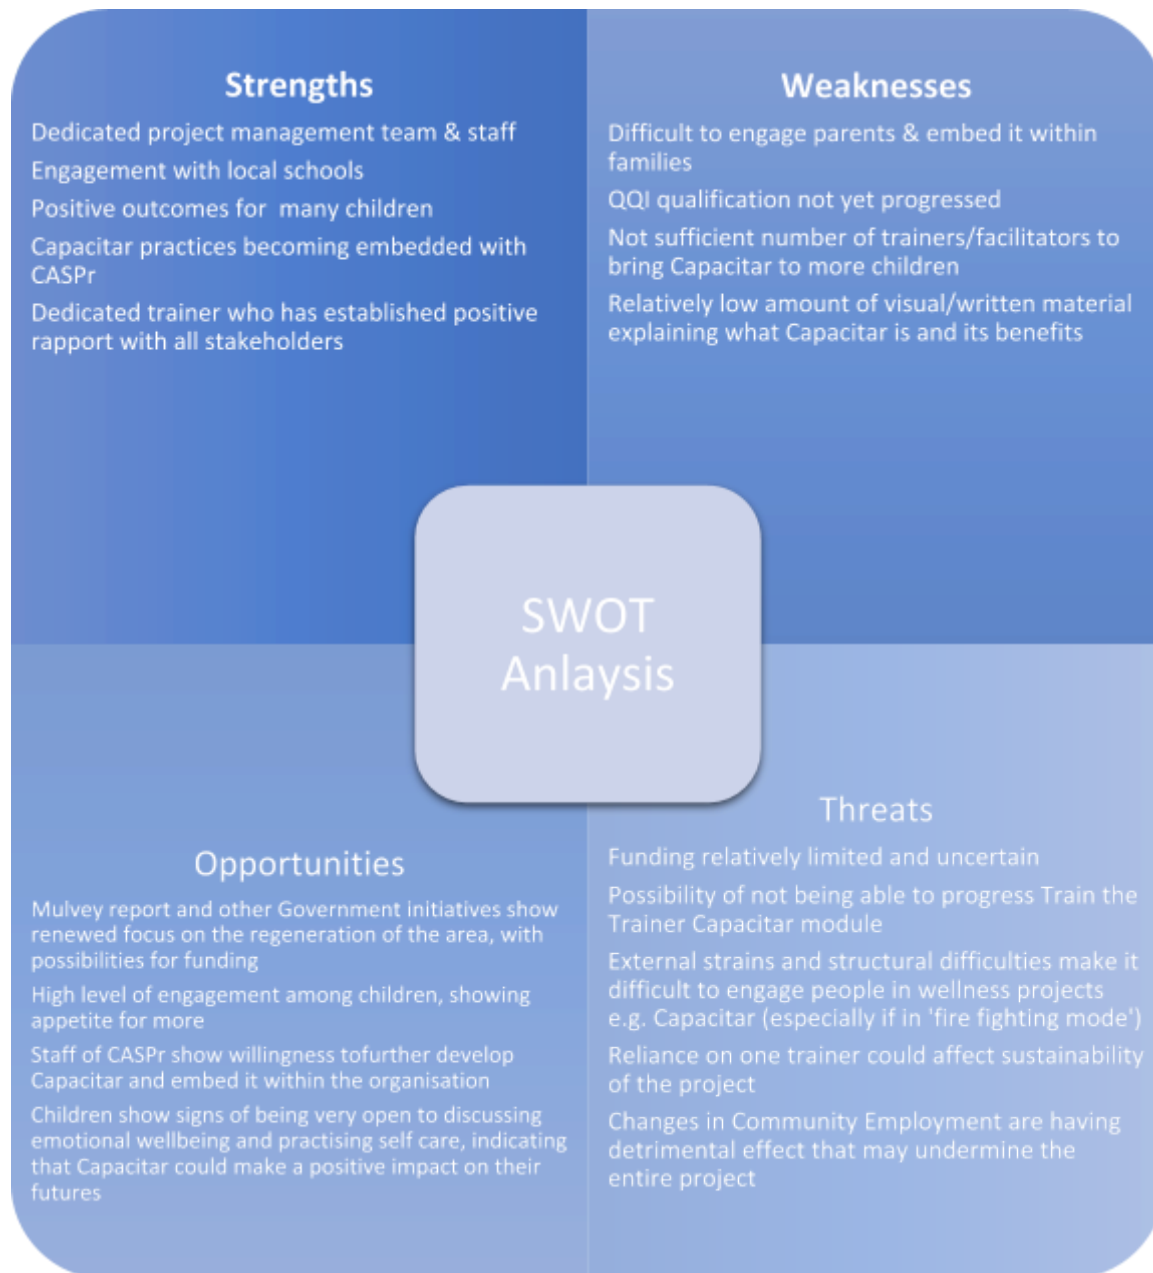 Strengths
Dedicated project management team & staff
Engagement with local schools
Positive outcomes for  many children
Capacitar practices becoming embedded with
CASPr
Dedicated trainer who has established positive
rapport with all stakeholders
Weaknesses
Difficult to engage parents & embed it within
families
QQI qualification not yet progressed
Not sufficient number of trainers/facilitators to
bring Capacitar to more children
Relatively low amount of visual/written material
explaining what Capacitar is and its benefits
SWOT
Anlaysis
Opportunities
Mulvey report and other Government initiatives show
renewed focus on the regeneration of the area, with
possibilities for funding
High level of engagement among children, showing
appetite for more
Staff of CASPr show willingness tofurther develop
Capacitar and embed it within the organisation
Children show signs of being very open to discussing
emotional wellbeing and practising self care, indicating
that Capacitar could make a positive impact on their
futures
Threats
Funding relatively limited and uncertain
Possibility of not being able to progress Train the
Trainer Capacitar module
External strains and structural difficulties make it
difficult to engage people in wellness projects
e.g. Capacitar (especially if in 'fire fighting mode')
Reliance on one trainer could affect sustainability
of the project
Changes in Community Employment are having
detrimental effect that may undermine the
entire project